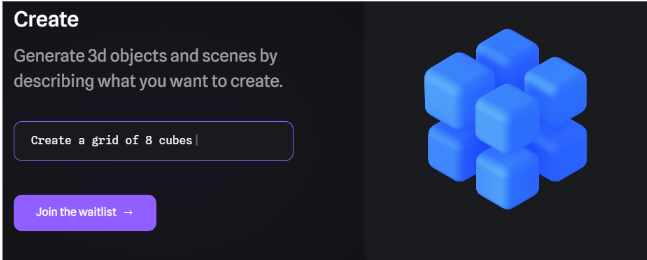 Create
Generate 3d objects and scenes by
describing what you want to create.
Create a grid of 8 cubes
Join the waitlist →